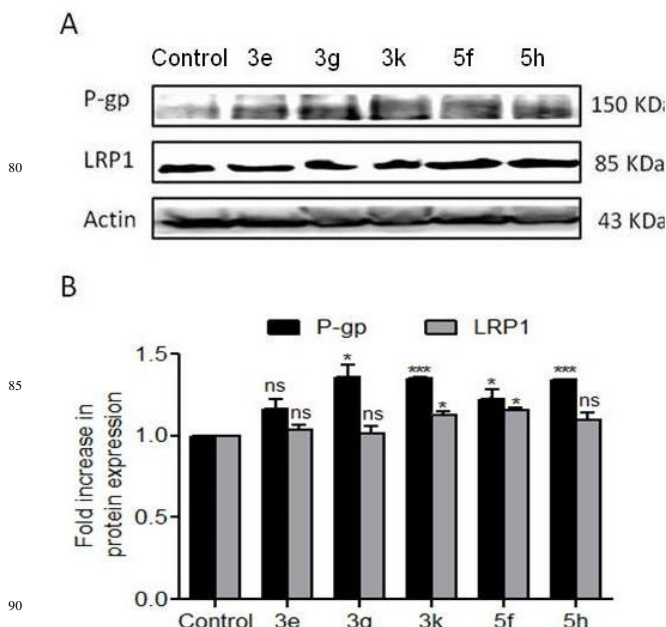 A
Control 3e 3g 3k 5f 5h
P-gp 150 KDa
80 LRP1 85 KDa
Actin 43 KDa
B
P-gp LRP1
Fold increase in
protein expression
1.5
1.0
0.5
0.0
85
90
ns ns
* ns
*** *
* *
*** ns
Control 3e 3g 3k 5f 5h